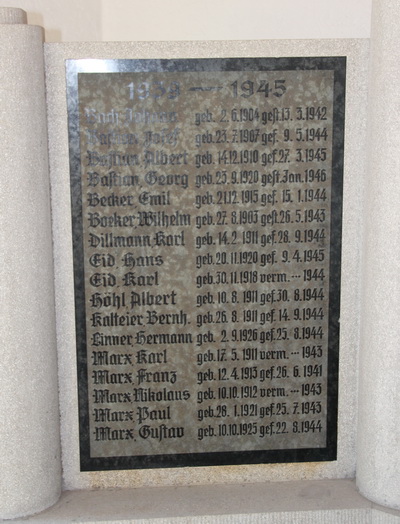 1939 — 1945
geb. 2. 6.1904 gest.13. 3.1942
Josef geb. 23. 7.1907 gef. 9. 5.1944
Bastian Albert geb. 14.12.1910 gef. 27. 3.1945
Bastian Georg geb. 23. 9.1920 gest. Jan. 1946
Becker Emil geb. 21.12.1915 gef. 15. 1.1944
Becker Wilhelm geb. 27. 8.1903 gest. 26. 5.1943
Dillmann Karl geb. 14. 2. 1911 gef. 28. 9.1944
Eid Hans geb. 20.11.1920 gef. 9. 4.1945
Eid Karl geb. 30.11.1918 verm. --- 1944
Höhl Albert geb. 10. 8. 1911 gef. 30. 8.1944
Kalteier Bernh. geb. 26. 8. 1911 gef. 14. 9.1944
Hermann geb. 2. 9.1926 gef. 25. 8.1944
Marx Karl geb. 17. 5. 1911 verm. --- 1943
Marx Franz geb. 12. 4.1913 gef. 26. 6.1941
Marx Nikolaus geb. 10.10.1912 verm. --- 1943
Marx Paul geb. 28. 1.1921 gef. 25. 7.1943
Marx Gustav geb. 10.10.1925 gef. 22. 8.1944